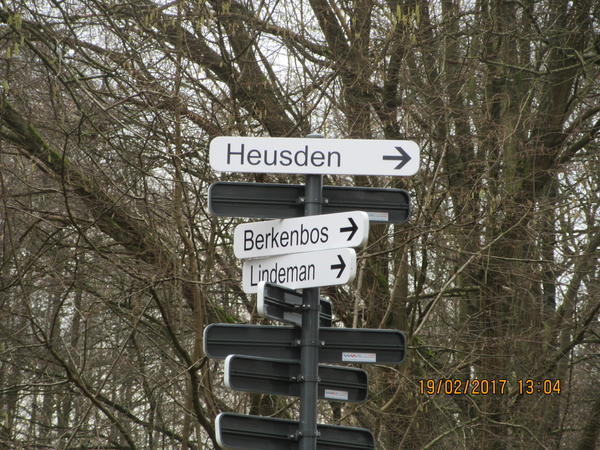 Heusden →
Berkenbos →
Lindeman →
19/02/2017 13:04